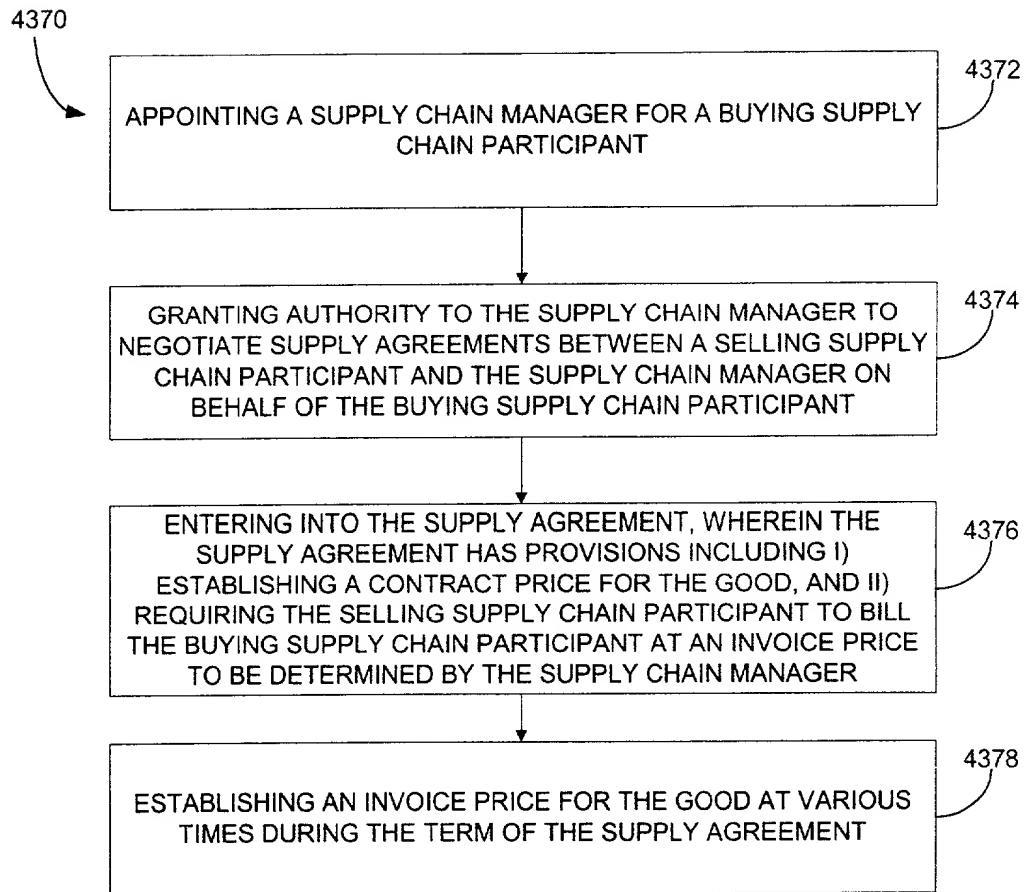 4370
4372
APPOINTING A SUPPLY CHAIN MANAGER FOR A BUYING SUPPLY
CHAIN PARTICIPANT
4374
GRANTING AUTHORITY TO THE SUPPLY CHAIN MANAGER TO
NEGOTIATE SUPPLY AGREEMENTS BETWEEN A SELLING SUPPLY
CHAIN PARTICIPANT AND THE SUPPLY CHAIN MANAGER ON
BEHALF OF THE BUYING SUPPLY CHAIN PARTICIPANT
4376
ENTERING INTO THE SUPPLY AGREEMENT, WHEREIN THE
SUPPLY AGREEMENT HAS PROVISIONS INCLUDING I)
ESTABLISHING A CONTRACT PRICE FOR THE GOOD, AND II)
REQUIRING THE SELLING SUPPLY CHAIN PARTICIPANT TO BILL
THE BUYING SUPPLY CHAIN PARTICIPANT AT AN INVOICE PRICE
TO BE DETERMINED BY THE SUPPLY CHAIN MANAGER
4378
ESTABLISHING AN INVOICE PRICE FOR THE GOOD AT VARIOUS
TIMES DURING THE TERM OF THE SUPPLY AGREEMENT